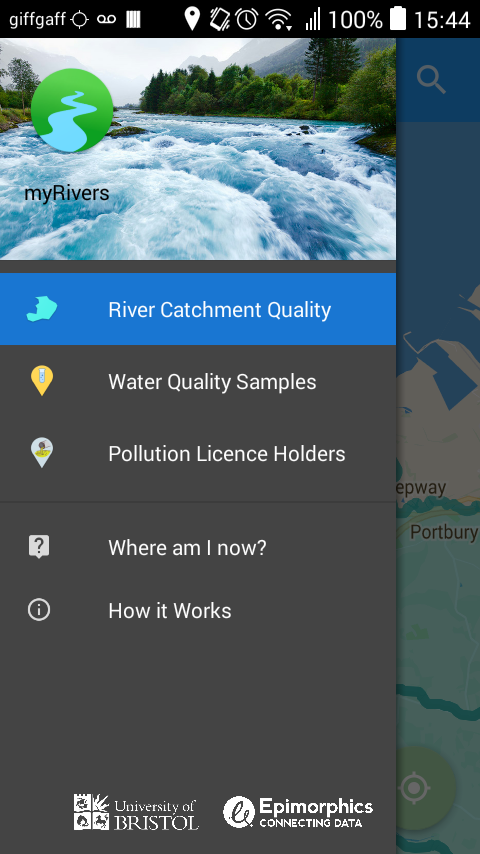 giffgaff 100% 15:44
myRivers
River Catchment Quality
Water Quality Samples
Pollution Licence Holders
epway
Portbury
Where am I now?
How it Works
University of
BRISTOL
Epimorphics
CONNECTING DATA